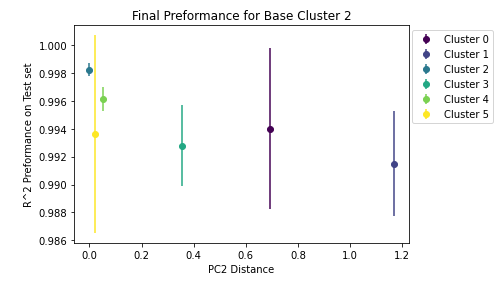 Final Preformance for Base Cluster 2
R^2 Preformance on Test set
1.000
0.998
0.996
0.994
0.992
0.990
0.988
0.986
0.0 0.2 0.4 0.6 0.8 1.0 1.2
PC2 Distance
Cluster 0
Cluster 1
Cluster 2
Cluster 3
Cluster 4
Cluster 5